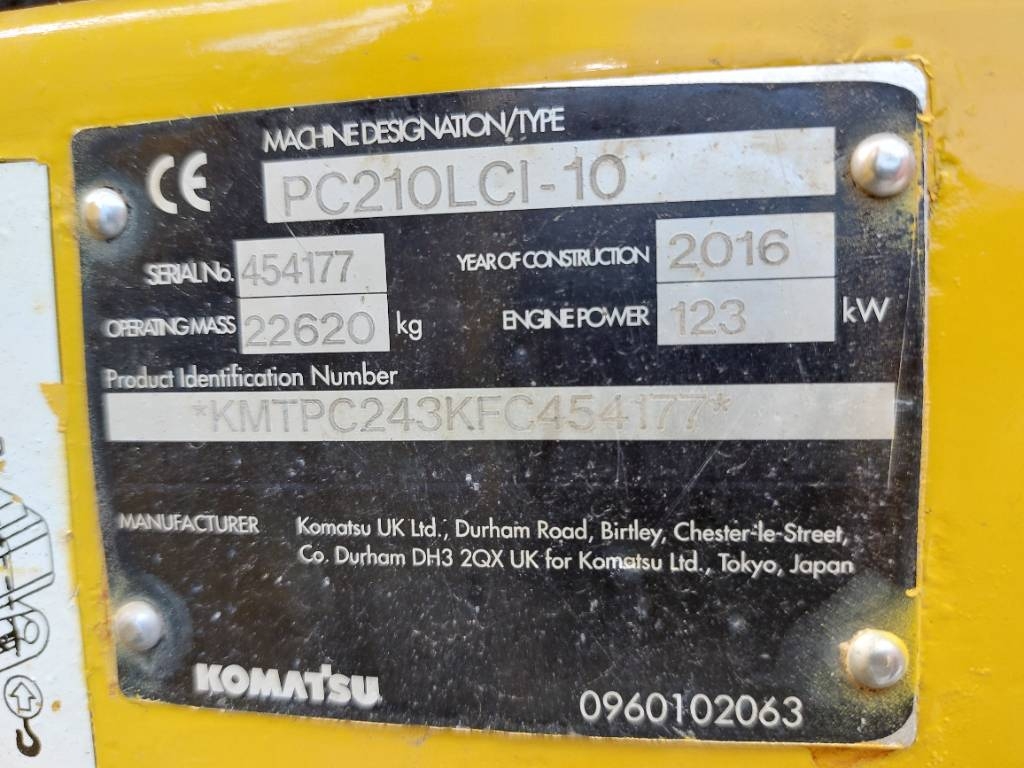 CE
MACHINE DESIGNATION/TYPE
PC210LCI-10
SERIAL No. 454177
YEAR OF CONSTRUCTION 2016
OPERATING MASS 22620 kg
ENGINE POWER 123 kW
Product Identification Number
*KMTPC243KFC454177*
MANUFACTURER Komatsu UK Ltd., Durham Road, Birtley, Chester-le-Street,
Co. Durham DH3 2QX UK for Komatsu Ltd., Tokyo, Japan
KOMATSU
0960102063